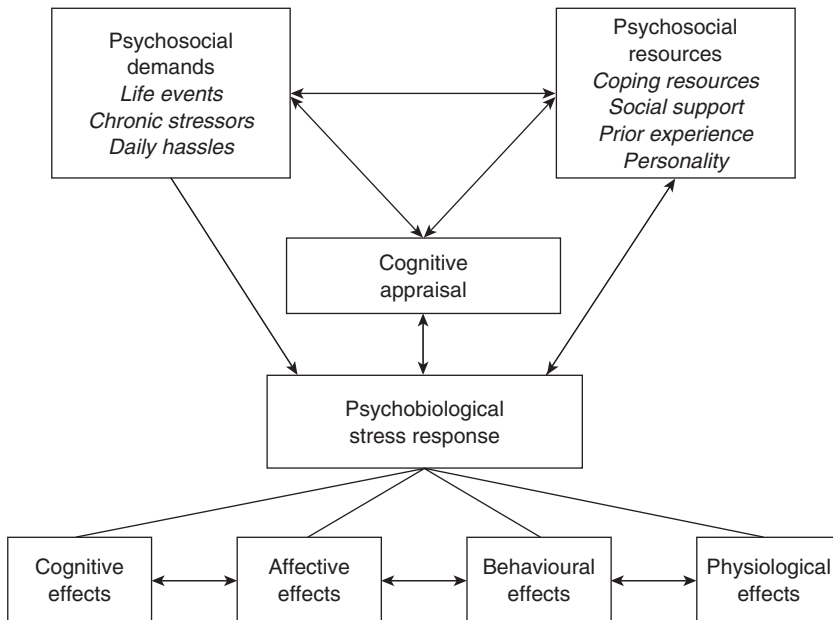 Psychosocial
demands
Life events
Chronic stressors
Daily hassles
Psychosocial
resources
Coping resources
Social support
Prior experience
Personality
Cognitive
appraisal
Psychobiological
stress response
Cognitive
effects
Affective
effects
Behavioural
effects
Physiological
effects